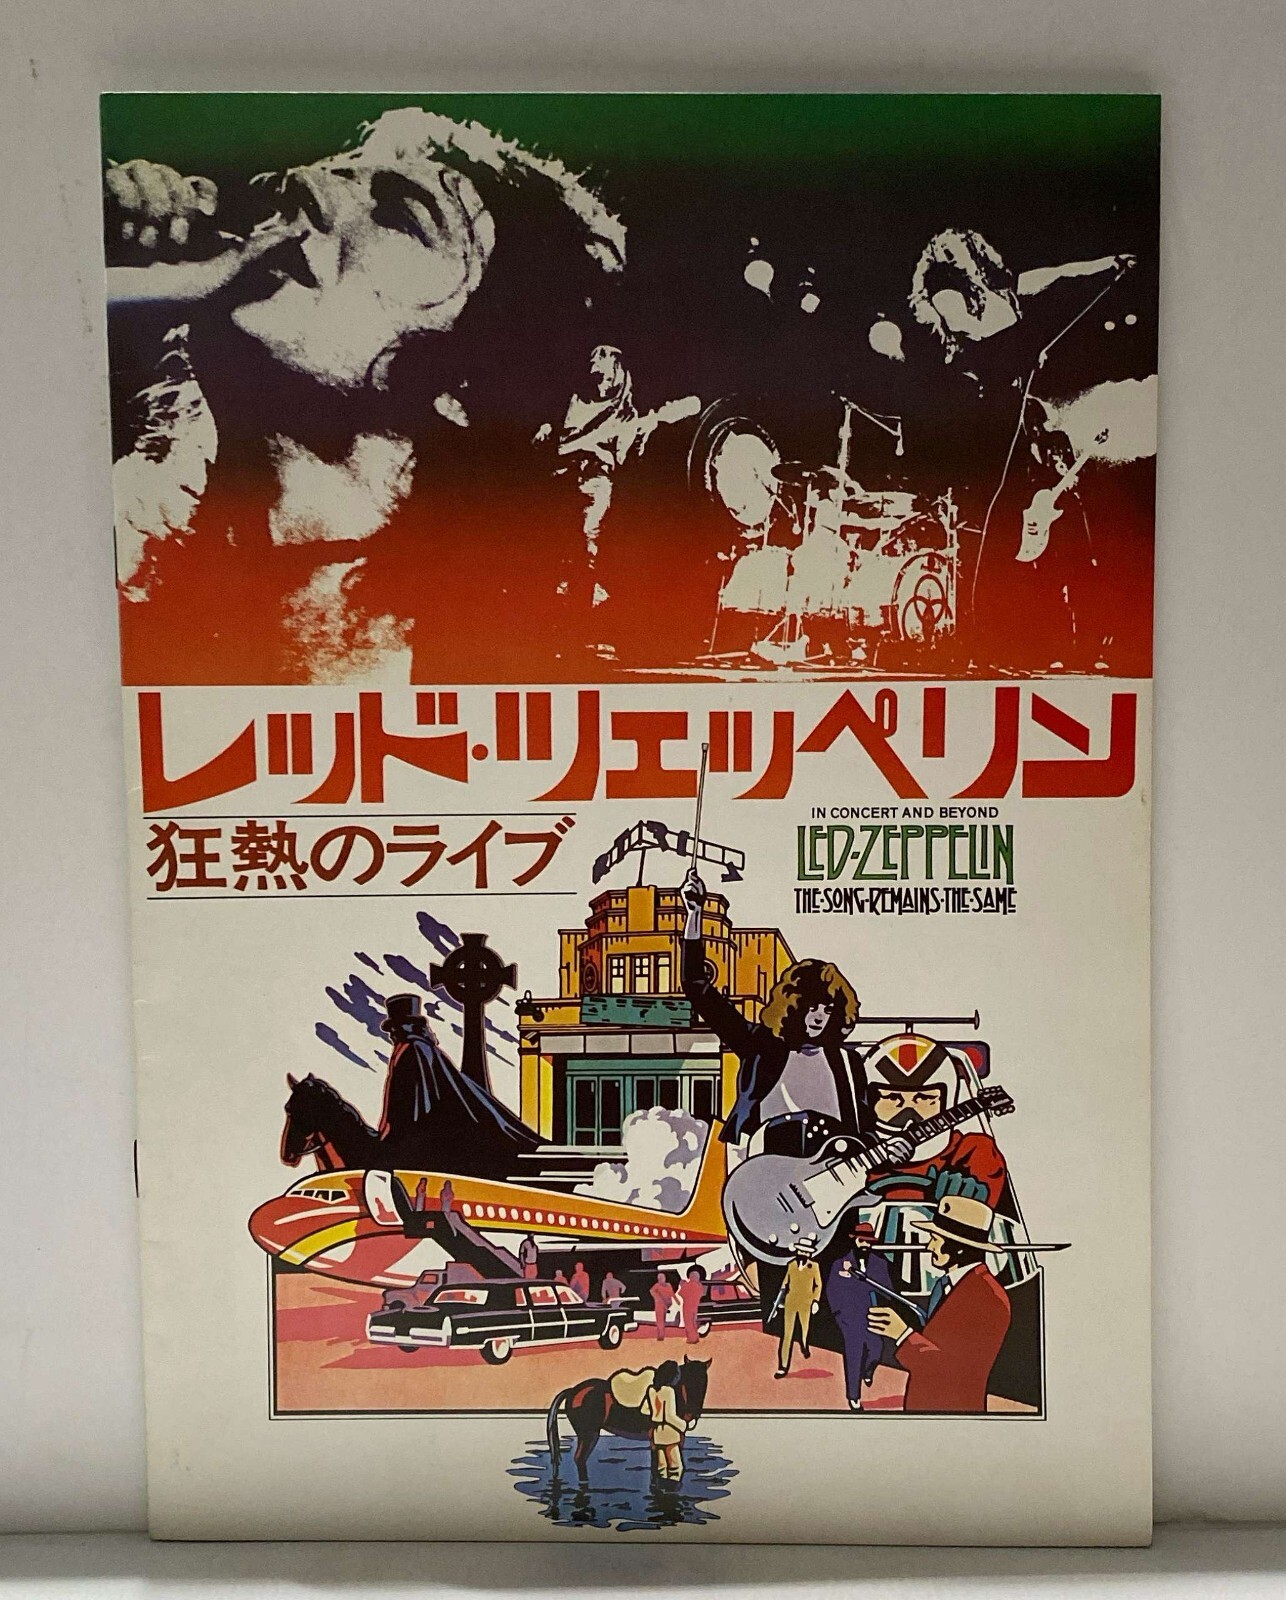 レッド・ツェッペリン
狂熱のライブ
IN CONCERT AND BEYOND
LED-ZEPPELIN
THE·SONG·REMAINS·THE·SAME